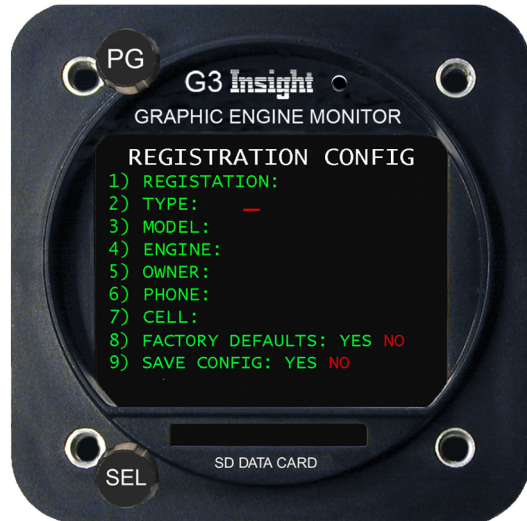 PG
G3 Insight
GRAPHIC ENGINE MONITOR
REGISTRATION CONFIG
1) REGISTATION:
2) TYPE: _
3) MODEL:
4) ENGINE:
5) OWNER:
6) PHONE:
7) CELL:
8) FACTORY DEFAULTS: YES NO
9) SAVE CONFIG: YES NO
SD DATA CARD
SEL